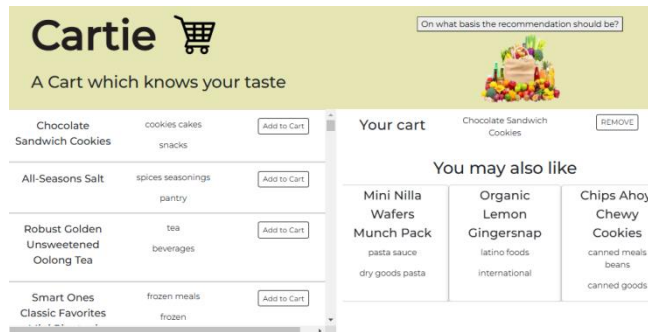 Cartie
On what basis the recommendation should be?
A Cart which knows your taste
Chocolate
Sandwich Cookies
cookies cakes
snacks
Add to Cart
All-Seasons Salt
spices seasonings
pantry
Add to Cart
Robust Golden
Unsweetened
Oolong Tea
tea
beverages
Add to Cart
Smart Ones
Classic Favorites
frozen meals
frozen
Add to Cart
Your cart
Chocolate Sandwich
Cookies
REMOVE
You may also like
Mini Nilla
Wafers
Munch Pack
pasta sauce
dry goods pasta
Organic
Lemon
Gingersnap
latino foods
international
Chips Ahoy
Chewy
Cookies
canned meals
beans
canned goods